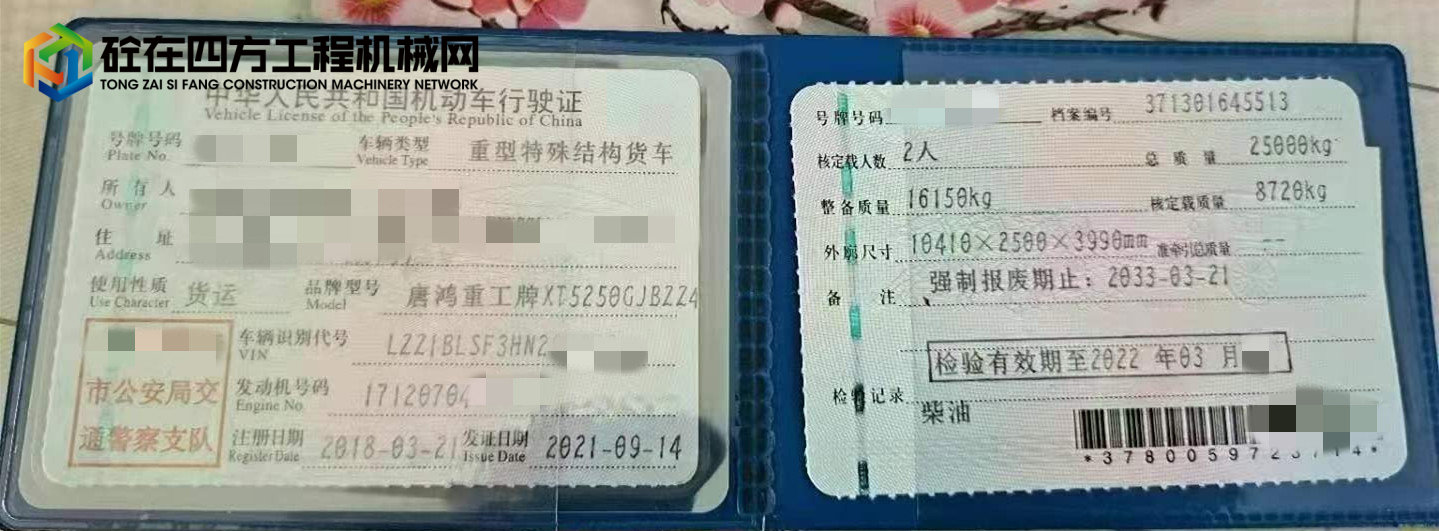 砼在四方工程机械网
TONG ZAI SI FANG CONSTRUCTION MACHINERY NETWORK
中华人民共和国机动车行驶证
Vehicle License of the People's Republic of China
号牌号码
Plate No.
车辆类型
Vehicle Type
重型特殊结构货车
所有人
Owner
住址
Address
使用性质
Use Character
货运
品牌型号
Model
唐鸿重工牌XT5250GJBZZ4
市公安局交
通警察支队
车辆识别代号
VIN
LZZ1BLSF3HN2
发动机号码
Engine No.
17120704
注册日期
Register Date
2018-03-21
发证日期
Issue Date
2021-09-14
号牌号码
档案编号
371301645513
核定载人数
2人
总质量
25000kg
整备质量
16150kg
核定载质量
8720kg
外廓尺寸
10410×2500×3990mm
准牵引总质量
--
备注
强制报废期止：2033-03-21
检验有效期至2022 年03 月
检验记录
柴油